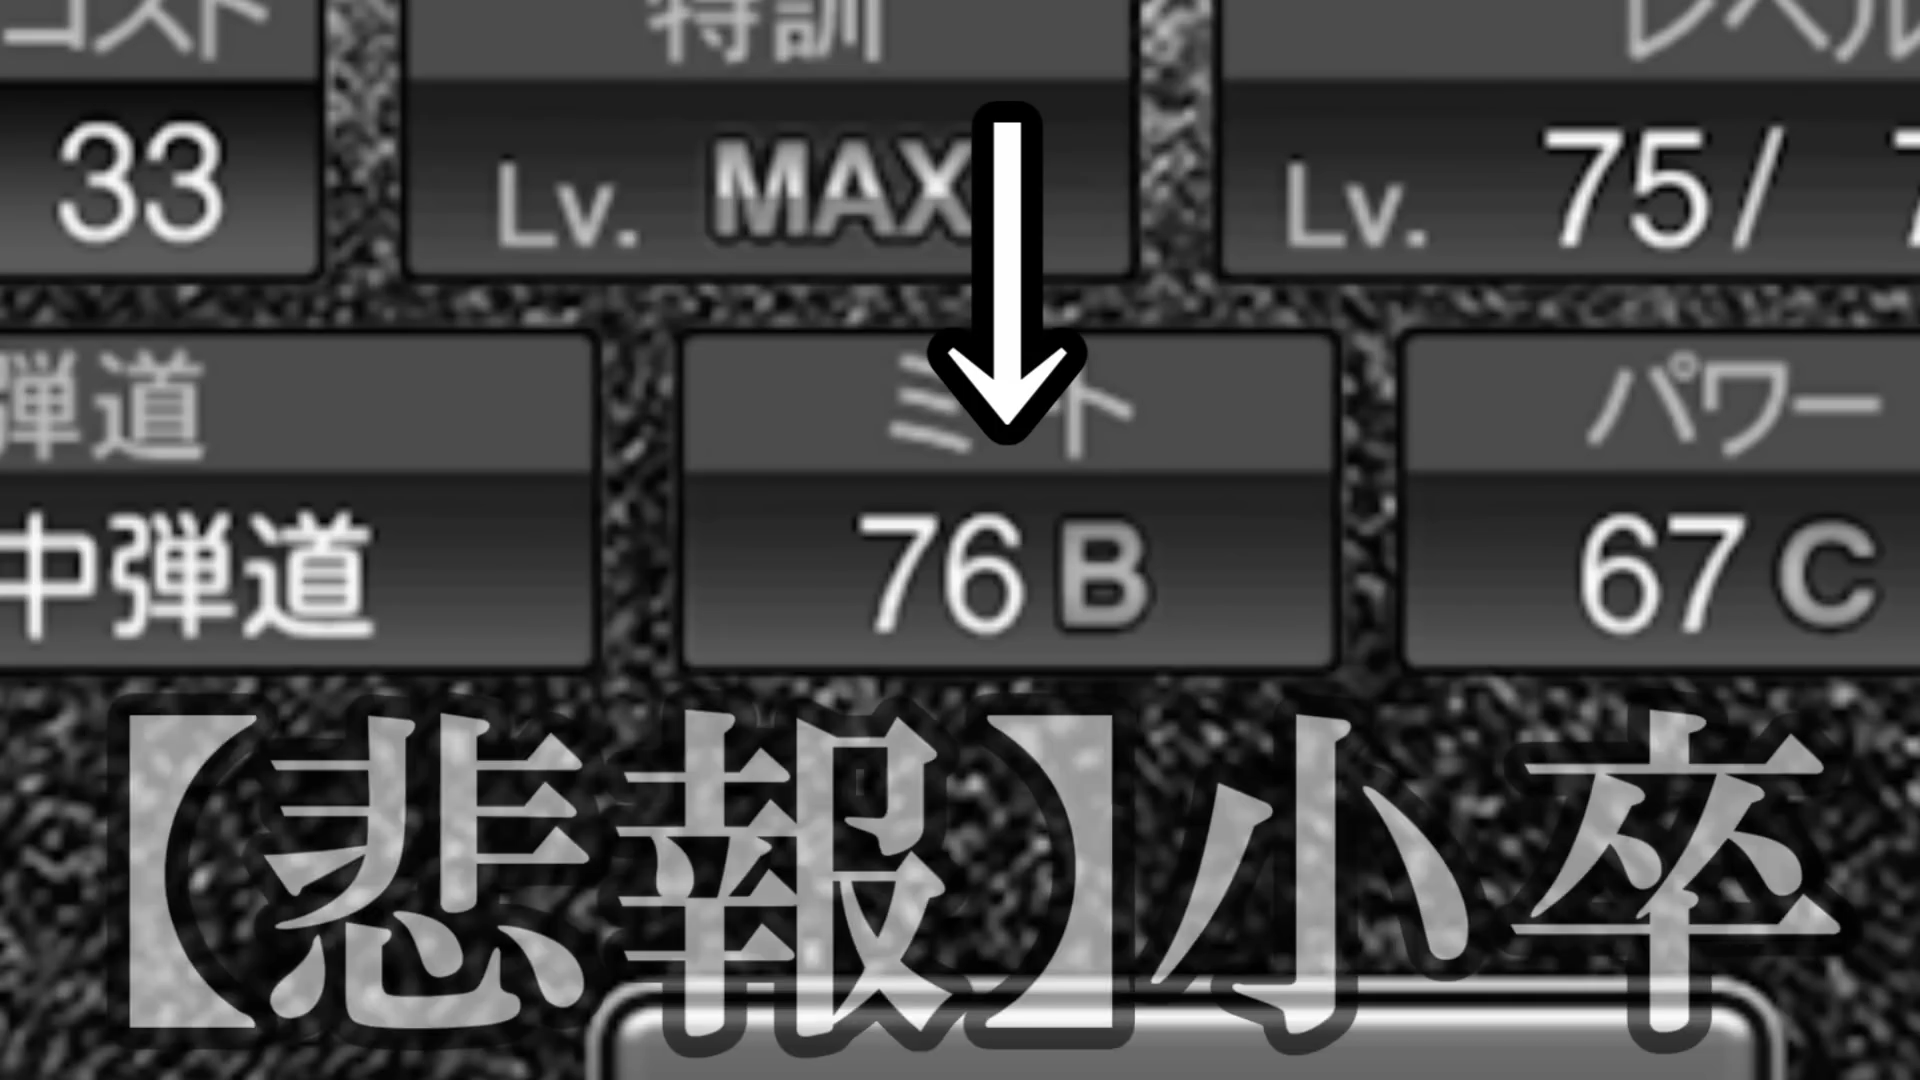 コスト 特訓 レベル
33 Lv. MAX Lv. 75/
弾道 ミート パワー
中弾道 76 B 67 C
【悲報】小卒